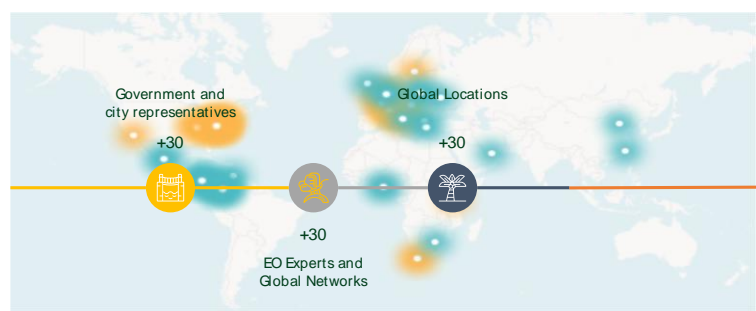 Government and
city representatives
+30
+30
EO Experts and
Global Networks
Global Locations
+30